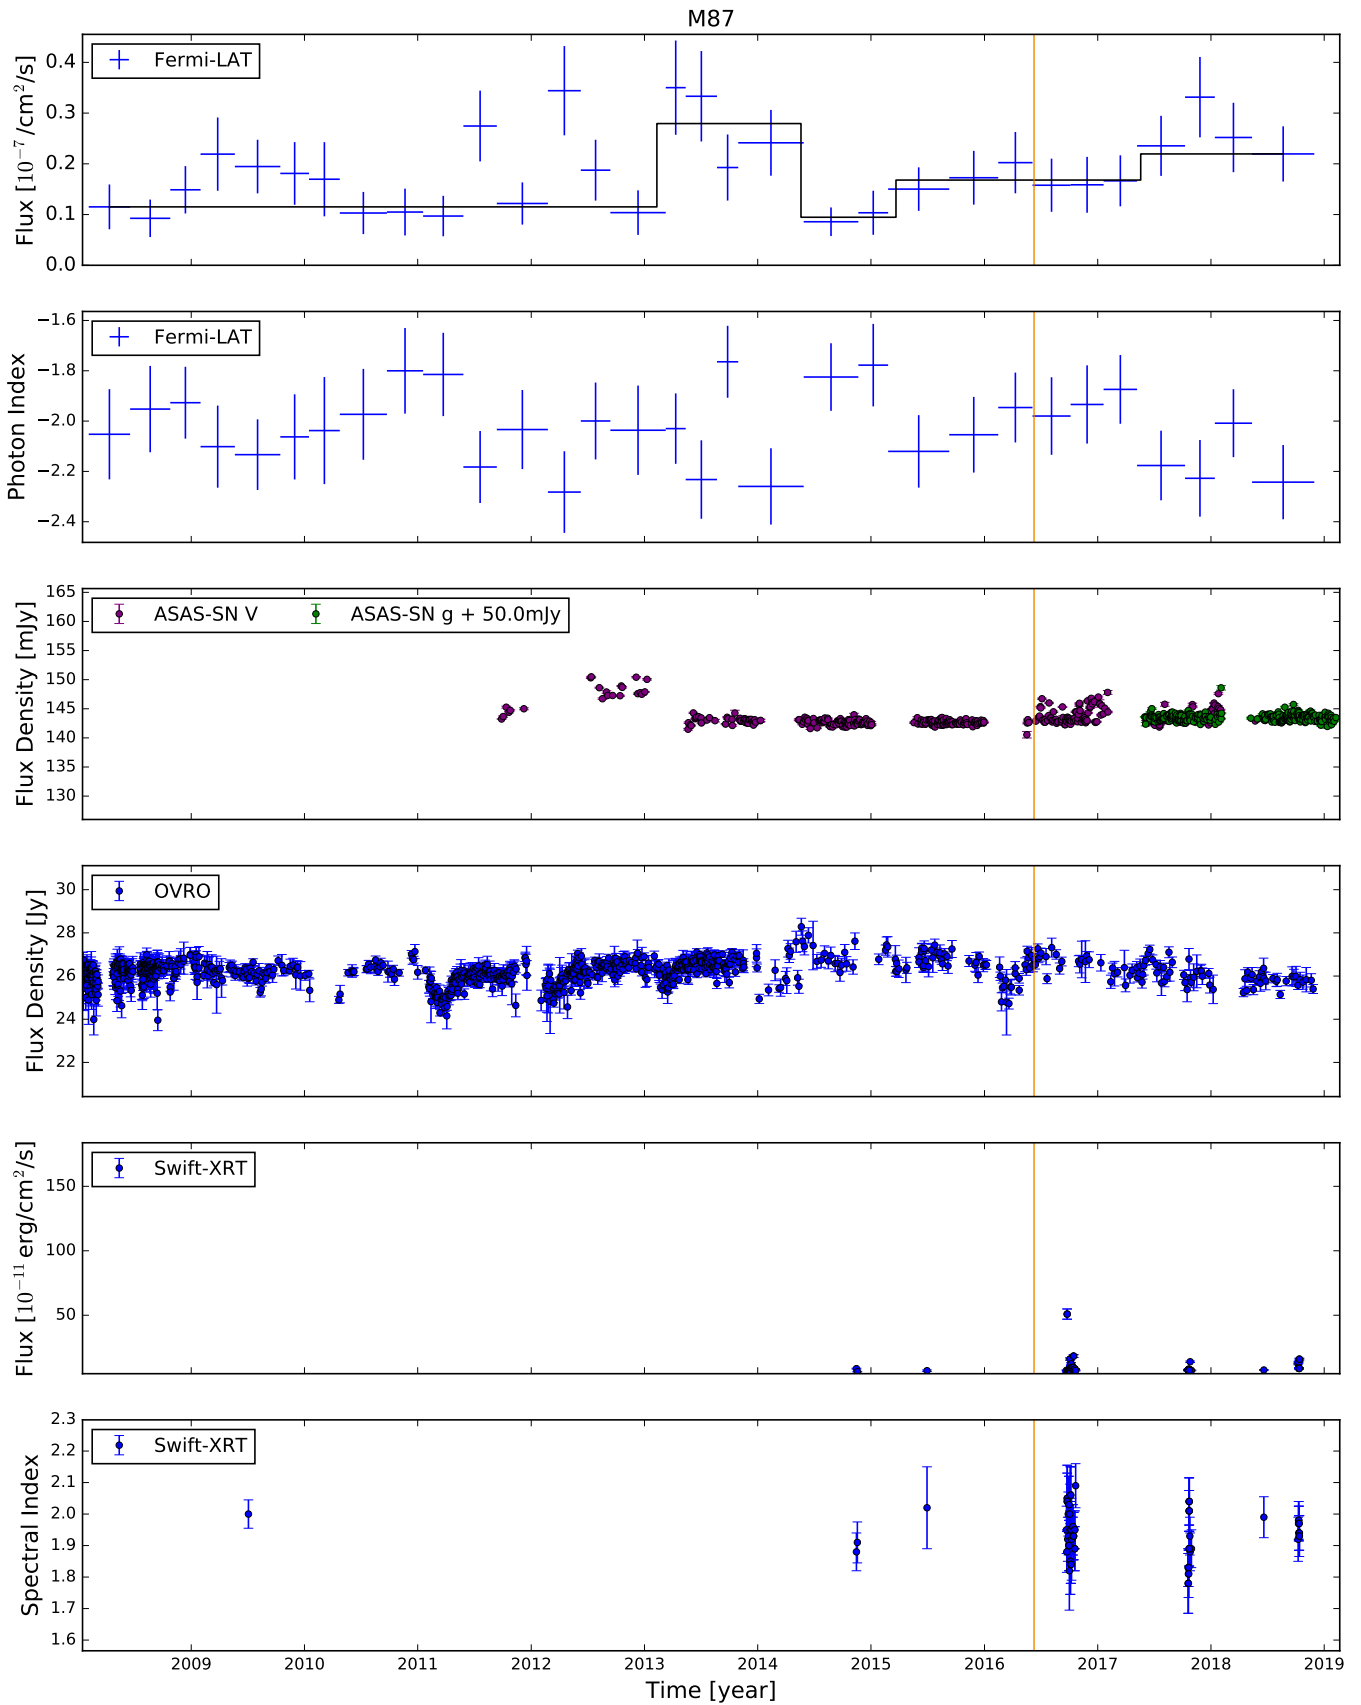 M87
Flux [10⁻⁷/cm²/s]
0.4
0.3
0.2
0.1
0.0
Fermi-LAT
Photon Index
−1.6
−1.8
−2.0
−2.2
−2.4
Fermi-LAT
Flux Density [mJy]
165
160
155
150
145
140
135
130
ASAS-SN V
ASAS-SN g + 50.0mJy
Flux Density [Jy]
30
28
26
24
22
OVRO
Flux [10⁻¹¹ erg/cm²/s]
150
100
50
Swift-XRT
Spectral Index
2.3
2.2
2.1
2.0
1.9
1.8
1.7
1.6
Swift-XRT
2009 2010 2011 2012 2013 2014 2015 2016 2017 2018 2019
Time [year]